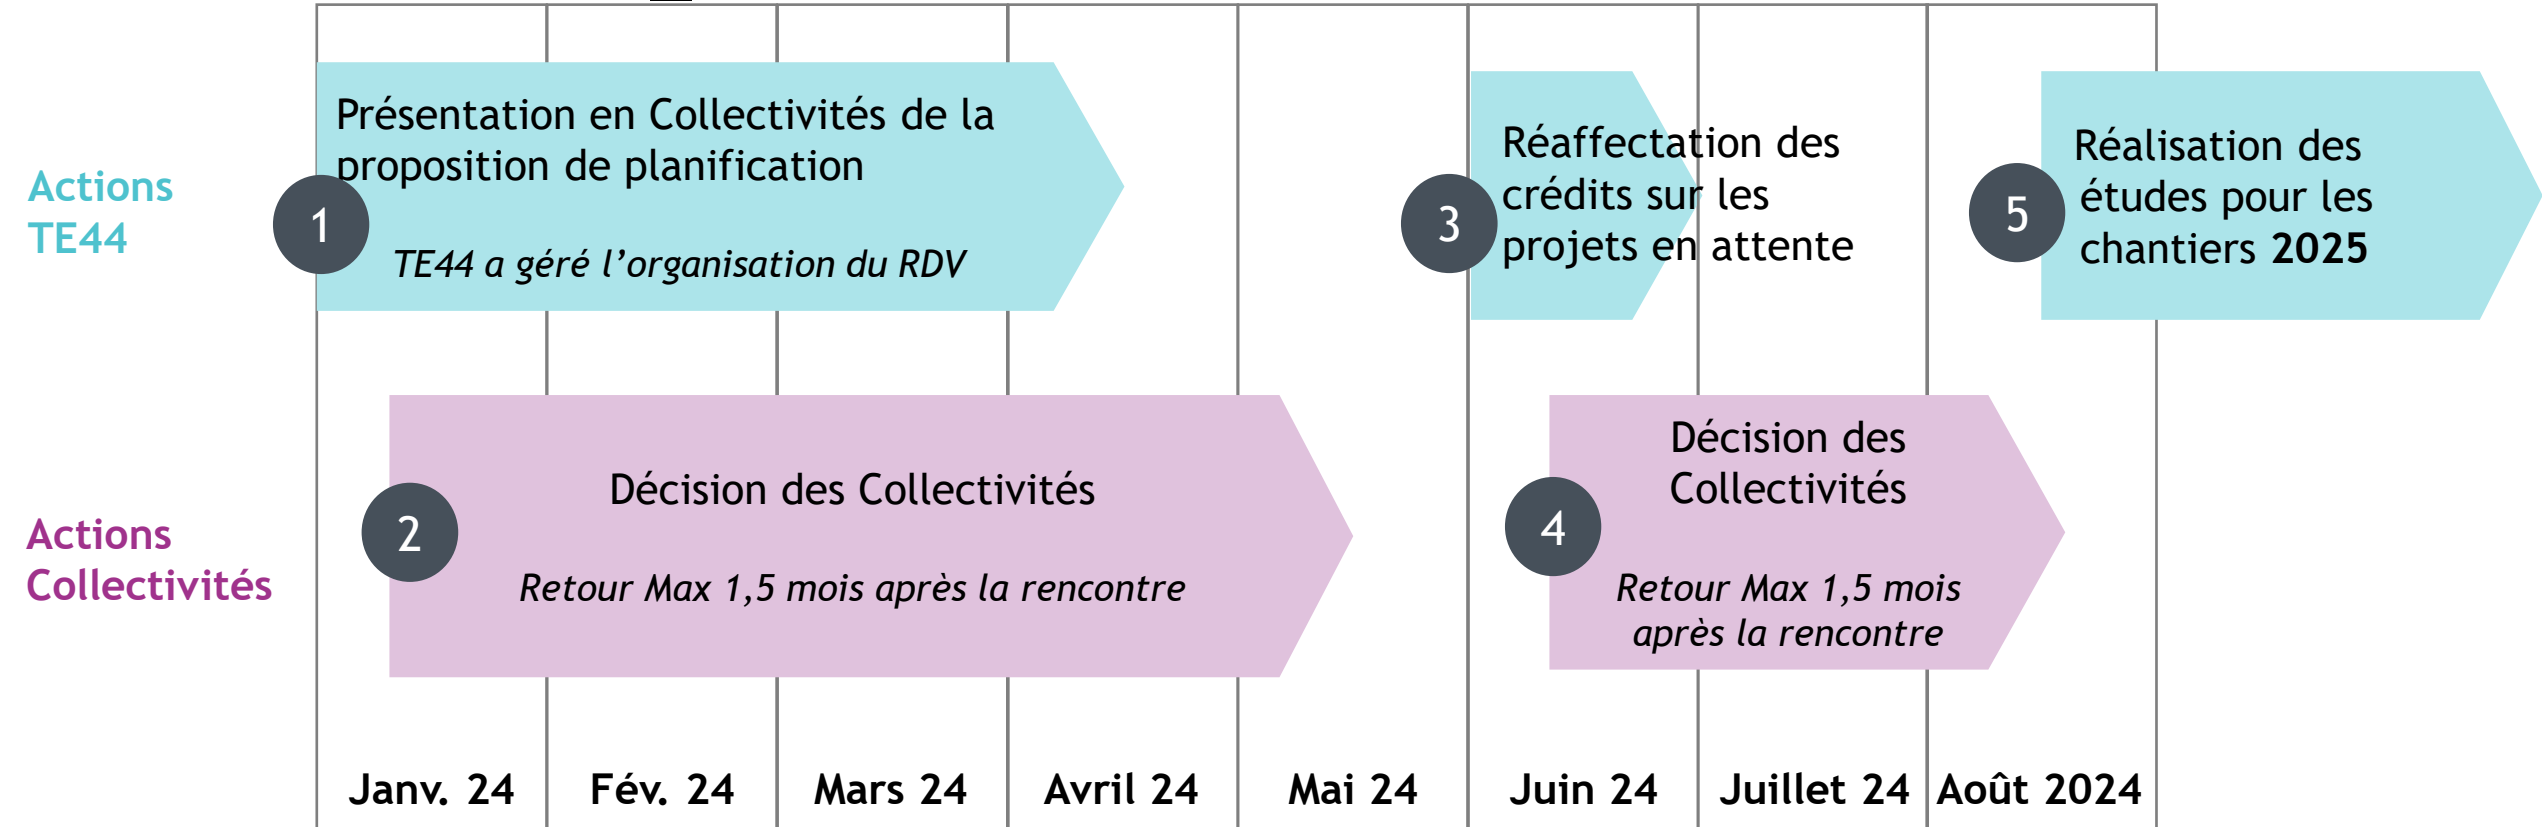 Actions
TE44
1
Présentation en Collectivités de la
proposition de planification
TE44 a géré l’organisation du RDV
3
Réaffectation des
crédits sur les
projets en attente
5
Réalisation des
études pour les
chantiers 2025
Actions
Collectivités
2
Décision des Collectivités
Retour Max 1,5 mois après la rencontre
4
Décision des
Collectivités
Retour Max 1,5 mois
après la rencontre
Janv. 24
Fév. 24
Mars 24
Avril 24
Mai 24
Juin 24
Juillet 24
Août 2024